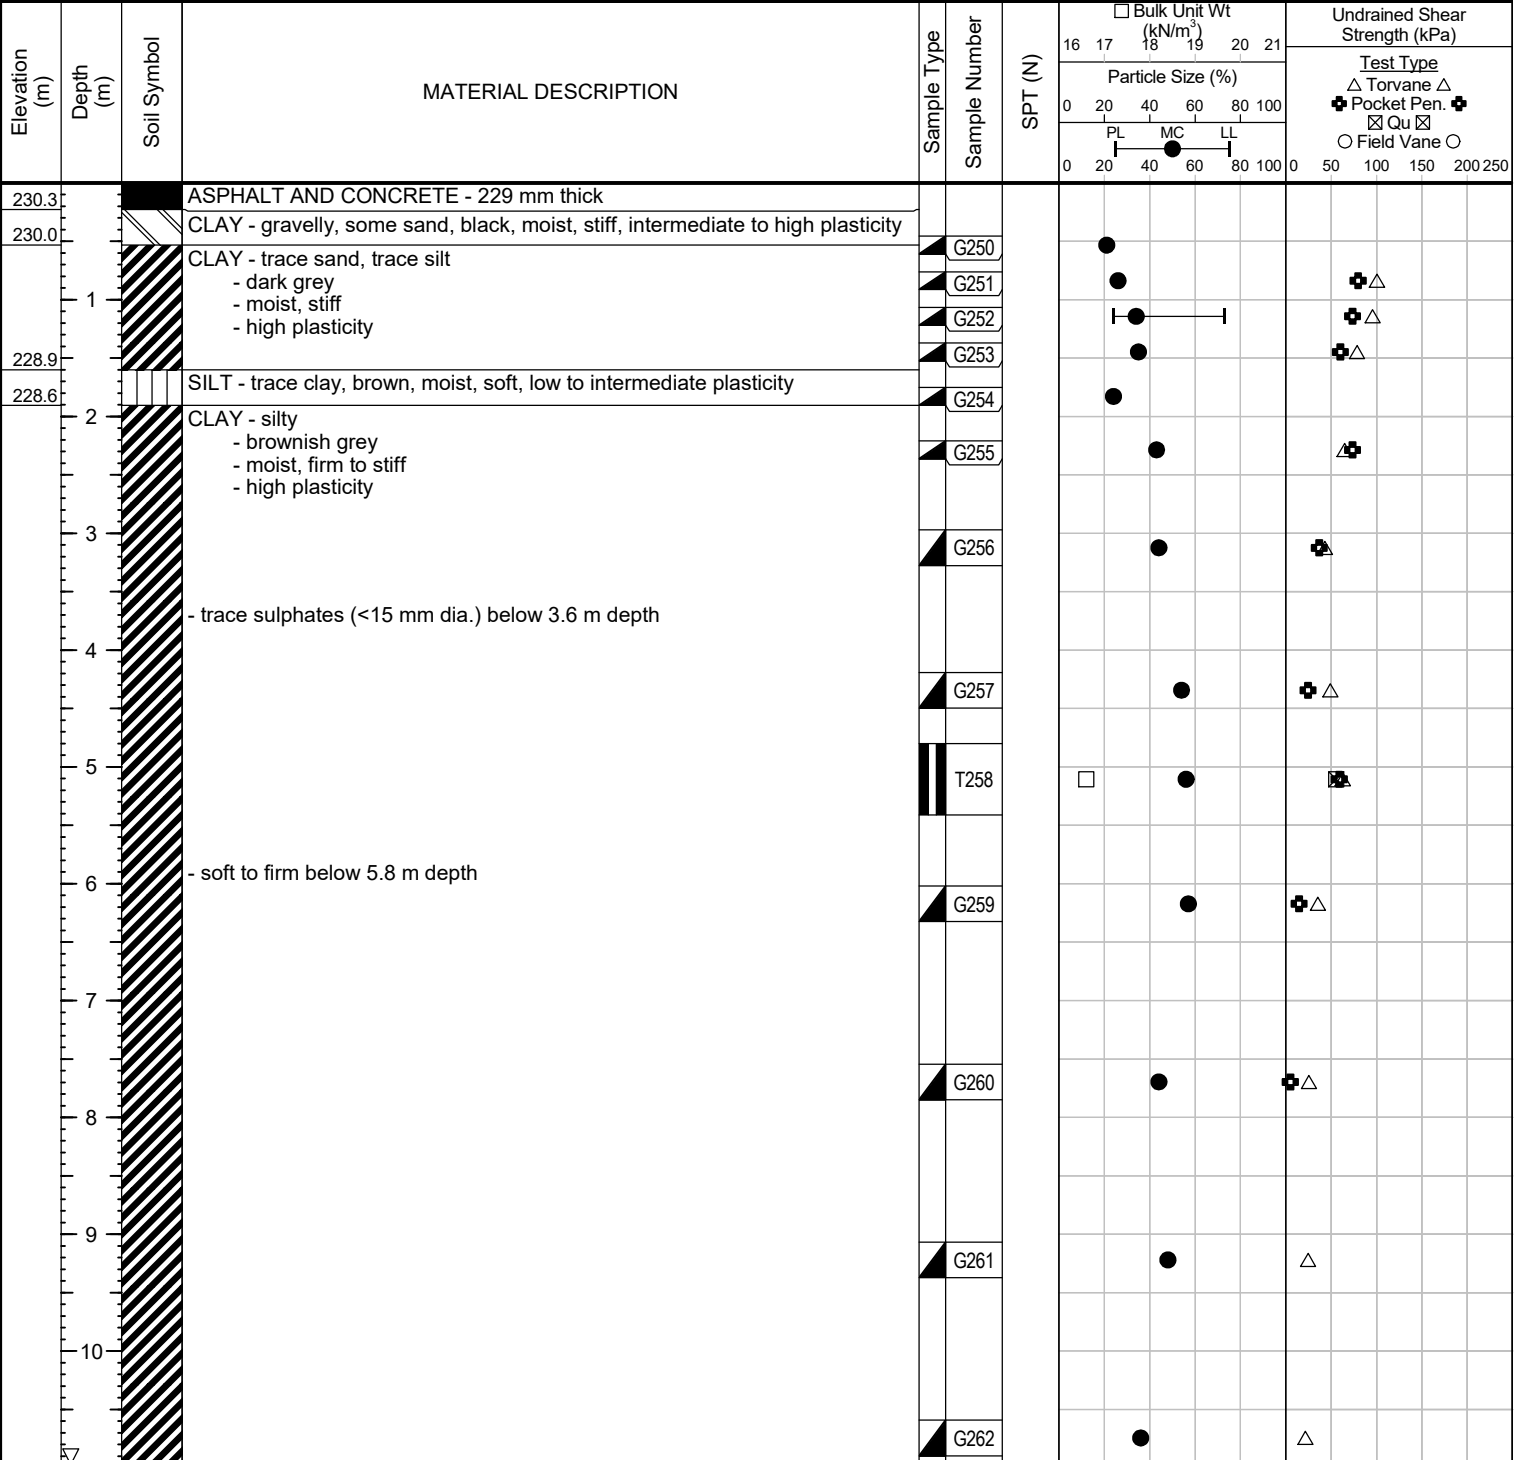 Elevation
(m)
Depth
(m)
Soil Symbol
MATERIAL DESCRIPTION
Sample Type
Sample Number
SPT (N)
Bulk Unit Wt
(kN/m3)
16 17 18 19 20 21
Particle Size (%)
0 20 40 60 80 100
PL MC LL
0 20 40 60 80 100
Undrained Shear
Strength (kPa)
Test Type
Torvane
Pocket Pen.
Qu
Field Vane
0 50 100 150 200 250
230.3
ASPHALT AND CONCRETE - 229 mm thick
CLAY - gravelly, some sand, black, moist, stiff, intermediate to high plasticity
230.0
G250
CLAY - trace sand, trace silt
- dark grey
G251
1
- moist, stiff
G252
- high plasticity
G253
228.9
SILT - trace clay, brown, moist, soft, low to intermediate plasticity
228.6
G254
2
CLAY - silty
- brownish grey
G255
- moist, firm to stiff
- high plasticity
3
G256
- trace sulphates (<15 mm dia.) below 3.6 m depth
4
G257
5
T258
- soft to firm below 5.8 m depth
6
G259
7
G260
8
9
G261
10
G262